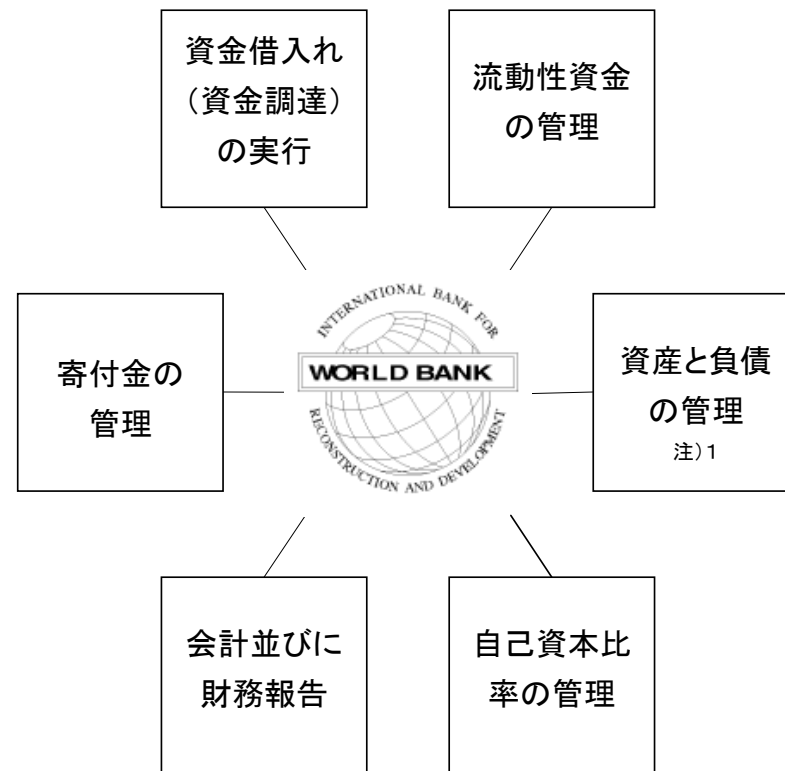 資金借入れ
（資金調達）
の実行
流動性資金
の管理
寄付金の
管理
INTERNATIONAL BANK FOR
WORLD BANK
RECONSTRUCTION AND DEVELOPMENT
資産と負債
の管理
注）1
会計並びに
財務報告
自己資本比
率の管理